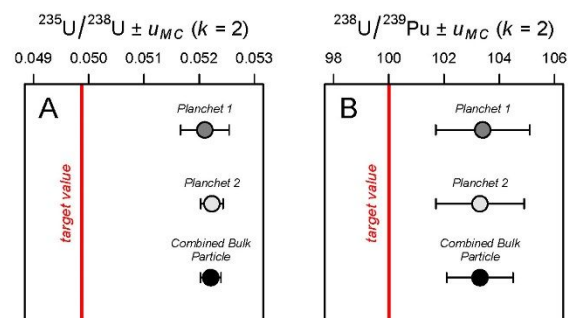 ²³⁵U/²³⁸U ± u_MC (k = 2)
0.049 0.050 0.051 0.052 0.053
A
Planchet 1
Planchet 2
Combined Bulk
Particle
target value
²³⁸U/²³⁹Pu ± u_MC (k = 2)
98 100 102 104 106
B
Planchet 1
Planchet 2
Combined Bulk
Particle
target value